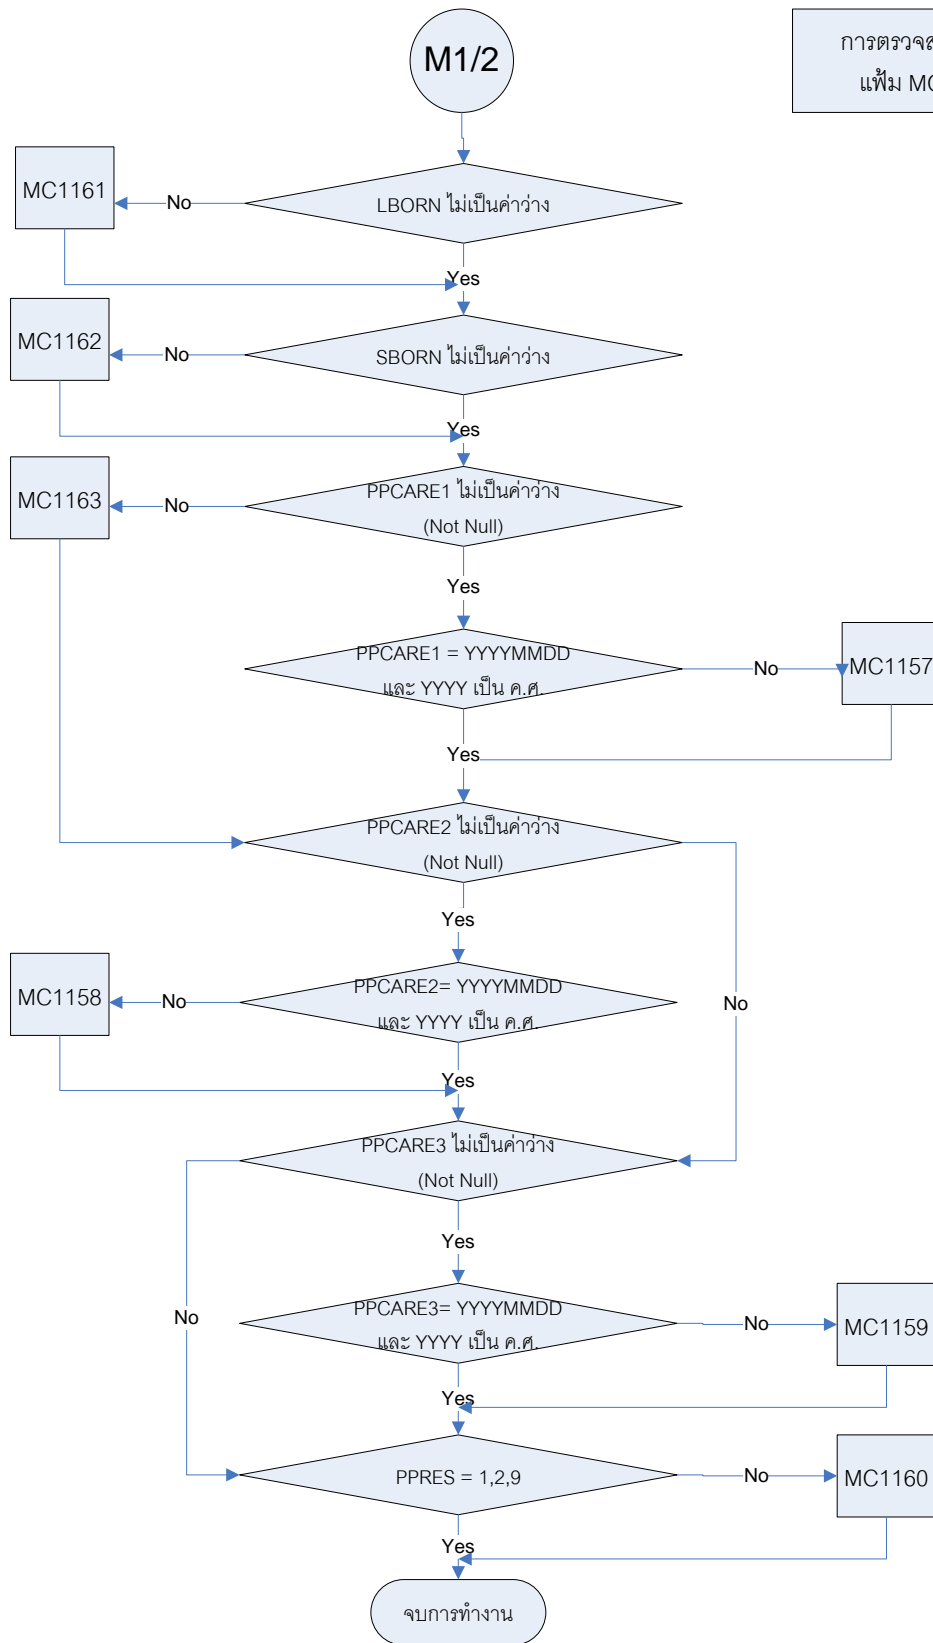 M1/2
การตรวจส
แฟ้ม MC
MC1161
No
LBORN ไม่เป็นค่าว่าง
Yes
MC1162
No
SBORN ไม่เป็นค่าว่าง
Yes
MC1163
No
PPCARE1 ไม่เป็นค่าว่าง
(Not Null)
Yes
PPCARE1 = YYYYMMDD
และ YYYY เป็น ค.ศ.
No
MC1157
Yes
PPCARE2 ไม่เป็นค่าว่าง
(Not Null)
Yes
MC1158
No
PPCARE2= YYYYMMDD
และ YYYY เป็น ค.ศ.
No
Yes
PPCARE3 ไม่เป็นค่าว่าง
(Not Null)
Yes
No
PPCARE3= YYYYMMDD
และ YYYY เป็น ค.ศ.
No
MC1159
Yes
PPRES = 1,2,9
No
MC1160
Yes
จบการทำงาน